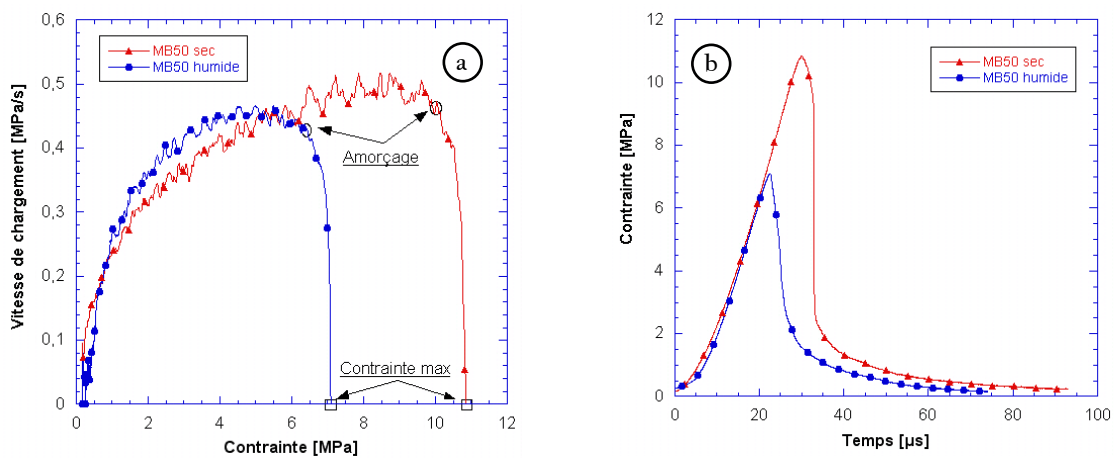 0,6
0,5
0,4
0,3
0,2
0,1
0
0 2 4 6 8 10 12
Vitesse de chargement [MPa/s]
Contrainte [MPa]
MB50 sec
MB50 humide
a
Amorçage
Contrainte max
12
10
8
6
4
2
0
0 20 40 60 80 100
Contrainte [MPa]
Temps [µs]
b
MB50 sec
MB50 humide